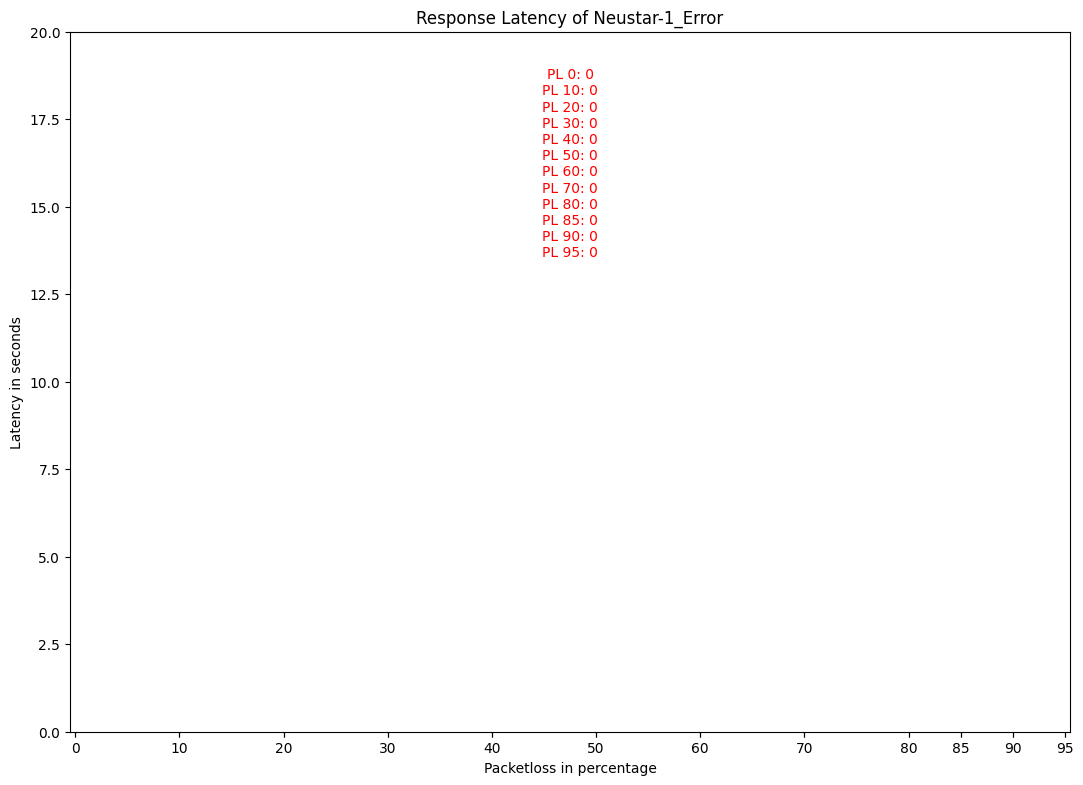 Response Latency of Neustar-1_Error
20.0
17.5
15.0
12.5
10.0
7.5
5.0
2.5
0.0
Latency in seconds
PL 0: 0
PL 10: 0
PL 20: 0
PL 30: 0
PL 40: 0
PL 50: 0
PL 60: 0
PL 70: 0
PL 80: 0
PL 85: 0
PL 90: 0
PL 95: 0
0 10 20 30 40 50 60 70 80 85 90 95
Packetloss in percentage